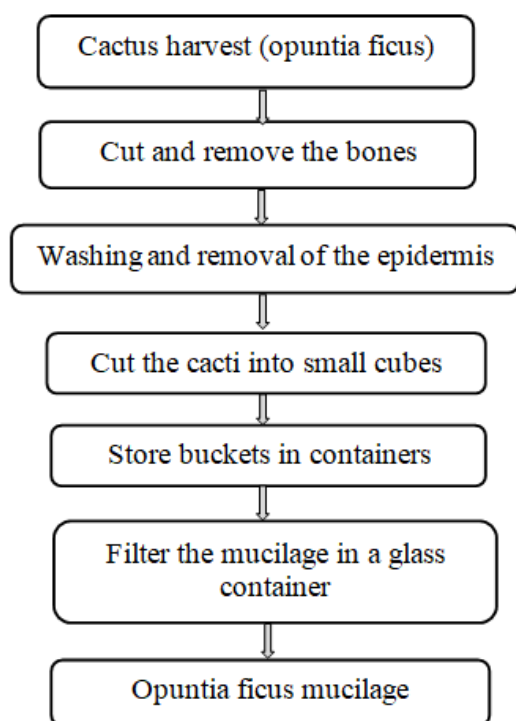 Cactus harvest (opuntia ficus)
Cut and remove the bones
Washing and removal of the epidermis
Cut the cacti into small cubes
Store buckets in containers
Filter the mucilage in a glass
container
Opuntia ficus mucilage